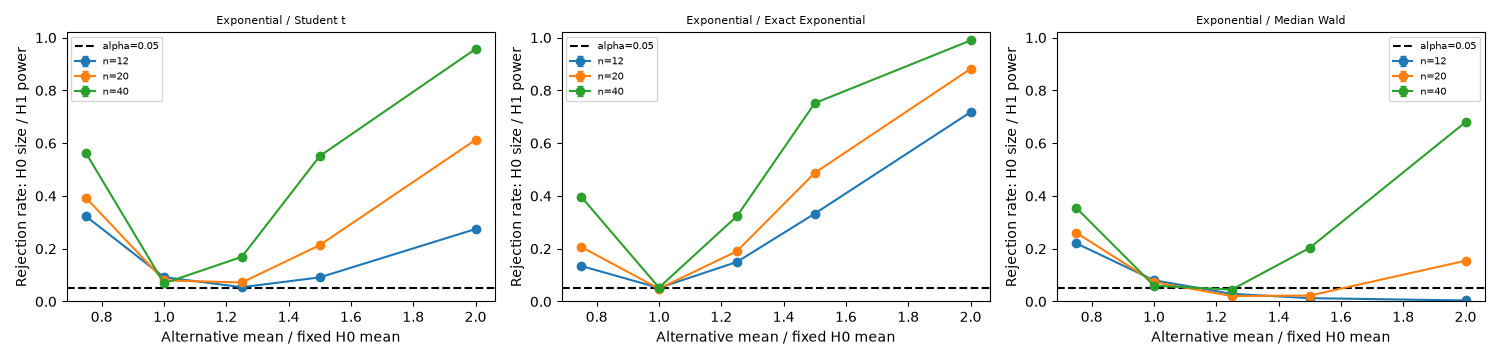 Exponential / Student t
Rejection rate: H0 size / H1 power
1.0
0.8
0.6
0.4
0.2
0.0
alpha=0.05
n=12
n=20
n=40
0.8 1.0 1.2 1.4 1.6 1.8 2.0
Alternative mean / fixed H0 mean
Exponential / Exact Exponential
Rejection rate: H0 size / H1 power
1.0
0.8
0.6
0.4
0.2
0.0
alpha=0.05
n=12
n=20
n=40
0.8 1.0 1.2 1.4 1.6 1.8 2.0
Alternative mean / fixed H0 mean
Exponential / Median Wald
Rejection rate: H0 size / H1 power
1.0
0.8
0.6
0.4
0.2
0.0
alpha=0.05
n=12
n=20
n=40
0.8 1.0 1.2 1.4 1.6 1.8 2.0
Alternative mean / fixed H0 mean